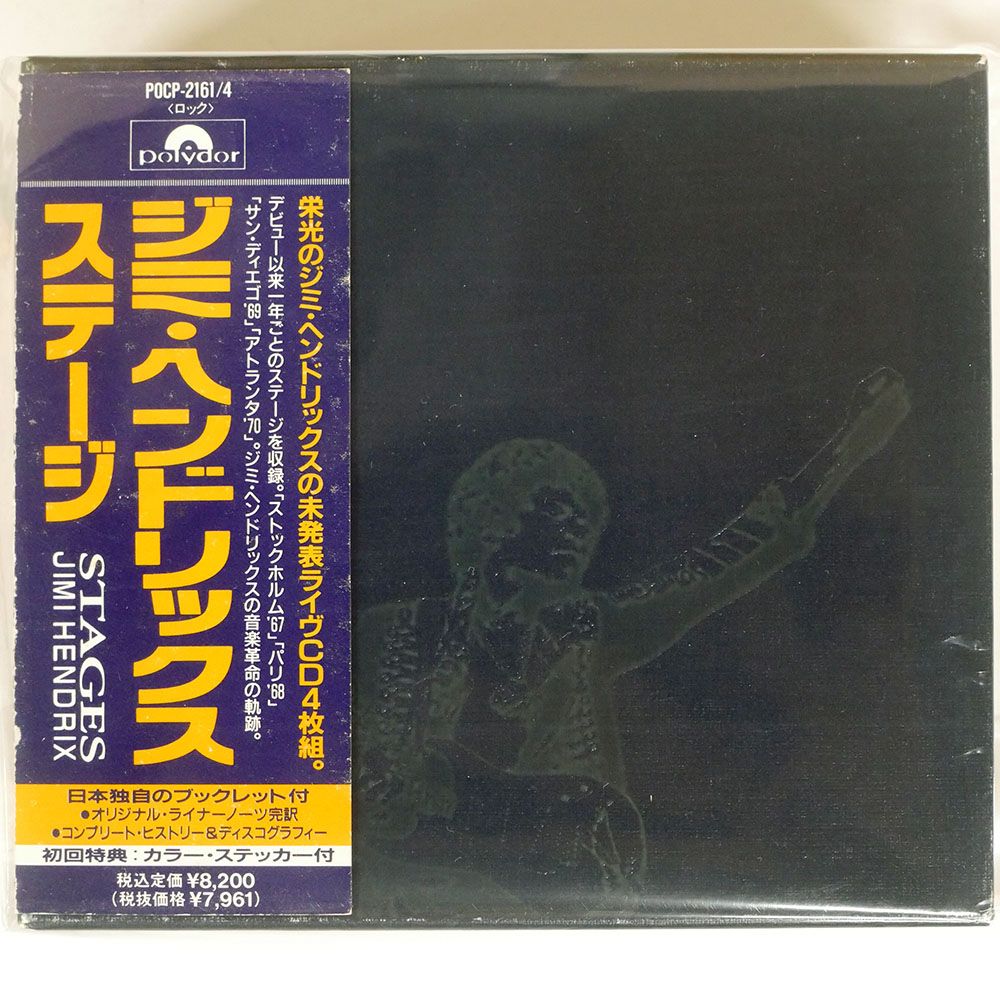 POCP-2161/4
〈ロック〉
polydor
栄光のジミ・ヘンドリックスの未発表ライヴCD4枚組。
デビュー以来一年ごとのステージを収録。「ストックホルム'67」「パリ'68」
「サン・ディエゴ'69」「アトランタ'70」。ジミ・ヘンドリックスの音楽革命の軌跡。
ジミ・ヘンドリックス
ステージ
STAGES
JIMI HENDRIX
日本独自のブックレット付
●オリジナル・ライナーノーツ完訳
●コンプリート・ヒストリー&ディスコグラフィー
初回特典：カラー・ステッカー付
税込定価¥8,200
(税抜価格¥7,961)